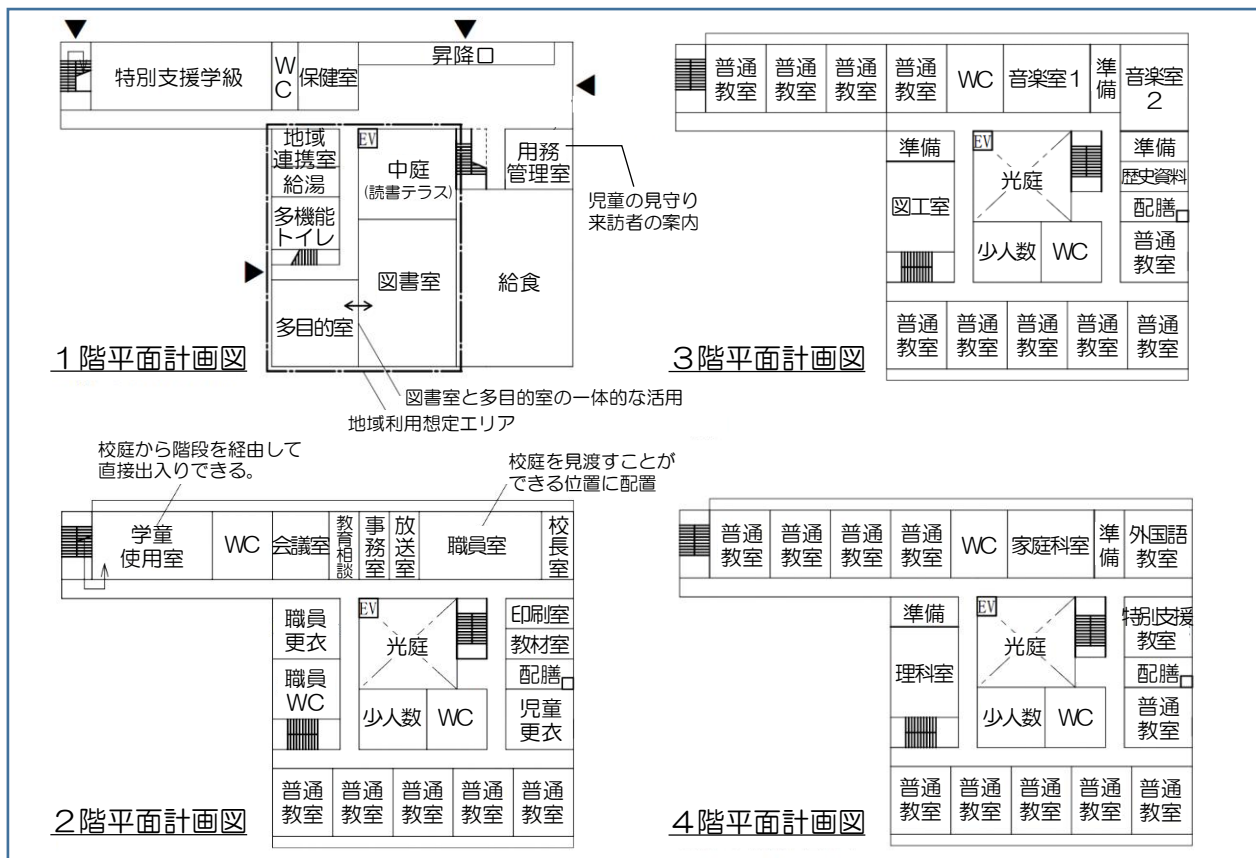 昇降口
特別支援学級
WC
保健室
地域
連携室
給湯
多機能
トイレ
EV
中庭
(読書テラス)
用務
管理室
児童の見守り
来訪者の案内
図書室
給食
多目的室
1階平面計画図
図書室と多目的室の一体的な活用
地域利用想定エリア
普通
教室
普通
教室
普通
教室
普通
教室
WC
音楽室1
準
備
音楽室
2
準備
EV
光庭
準備
歴史資料
図工室
配膳
少人数
WC
普通
教室
普通
教室
普通
教室
普通
教室
普通
教室
普通
教室
3階平面計画図
校庭から階段を経由して
直接出入りできる。
校庭を見渡すことが
できる位置に配置
学童
使用室
WC
会議室
教育相談
事務室
放送室
職員室
校長室
職員
更衣
EV
光庭
印刷室
教材室
職員
WC
配膳
少人数
WC
児童
更衣
普通
教室
普通
教室
普通
教室
普通
教室
普通
教室
2階平面計画図
普通
教室
普通
教室
普通
教室
普通
教室
WC
家庭科室
準
備
外国語
教室
準備
EV
光庭
特別支援
教室
理科室
配膳
少人数
WC
普通
教室
普通
教室
普通
教室
普通
教室
普通
教室
普通
教室
4階平面計画図